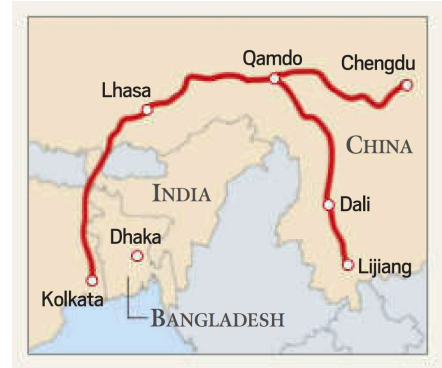 Qamdo
Chengdu
Lhasa
CHINA
INDIA
Dali
Dhaka
Lijiang
Kolkata
BANGLADESH